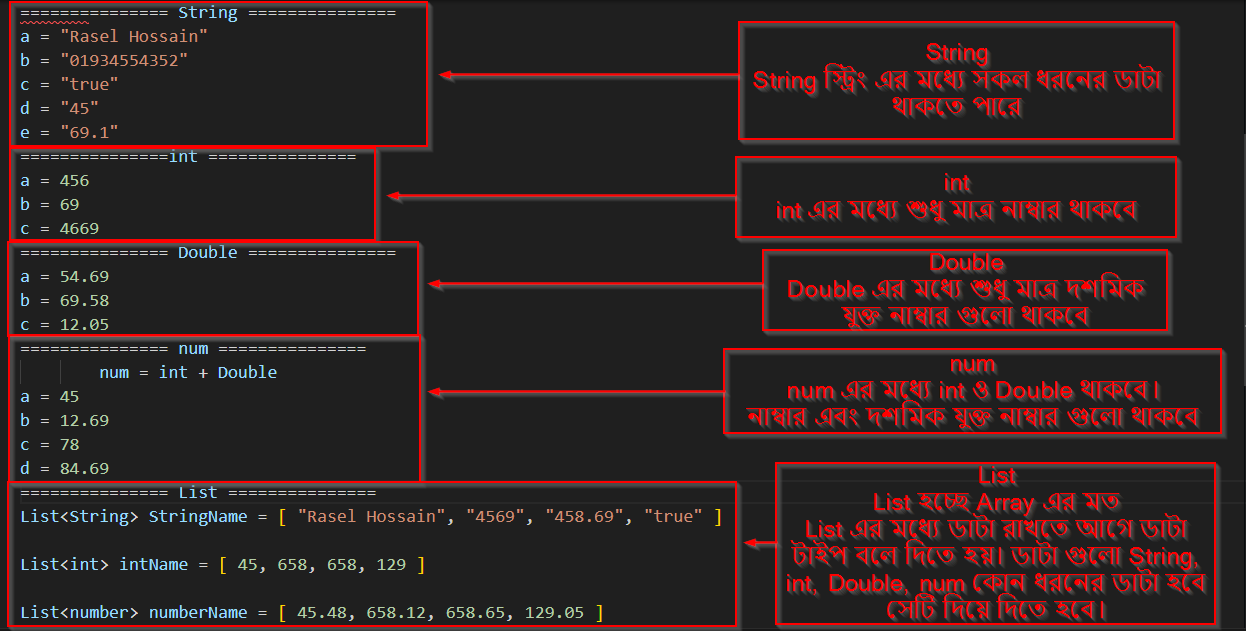 =============== String ===============
a = "Rasel Hossain"
b = "01934554352"
c = "true"
d = "45"
e = "69.1"
String
String স্ট্রিং এর মধ্যে সকল ধরনের ডাটা
থাকতে পারে
===============int ===============
a = 456
b = 69
c = 4669
int
int এর মধ্যে শুধু মাত্র নাম্বার থাকবে
=============== Double ===============
a = 54.69
b = 69.58
c = 12.05
Double
Double এর মধ্যে শুধু মাত্র দশমিক
যুক্ত নাম্বার গুলো থাকবে
=============== num ===============
num = int + Double
a = 45
b = 12.69
c = 78
d = 84.69
num
num এর মধ্যে int ও Double থাকবে।
নাম্বার এবং দশমিক যুক্ত নাম্বার গুলো থাকবে
=============== List ===============
List<String> StringName = [ "Rasel Hossain", "4569", "458.69", "true" ]
List<int> intName = [ 45, 658, 658, 129 ]
List<number> numberName = [ 45.48, 658.12, 658.65, 129.05 ]
List
List হচ্ছে Array এর মত
List এর মধ্যে ডাটা রাখতে আগে ডাটা
টাইপ বলে দিতে হয়। ডাটা গুলো String,
int, Double, num কোন ধরনের ডাটা হবে
সেটি দিয়ে দিতে হবে।